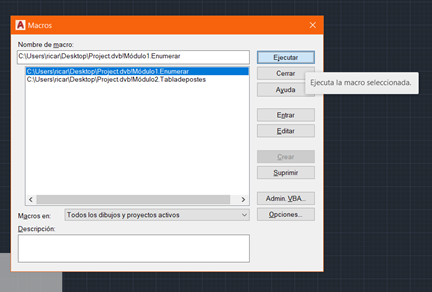 A
Macros
Nombre de macro:
C:\Users\ricar\Desktop\Project.dvb!Módulo1.Enumerar
Ejecutar
C:\Users\ricar\Desktop\Project.dvb!Módulo1.Enumerar
C:\Users\ricar\Desktop\Project.dvb!Módulo2.Tabladepostes
Cerrar
Ayuda
Ejecuta la macro seleccionada.
Entrar
Editar
Crear
Suprimir
Admin. VBA...
Macros en:
Todos los dibujos y proyectos activos
Opciones...
Descripción: